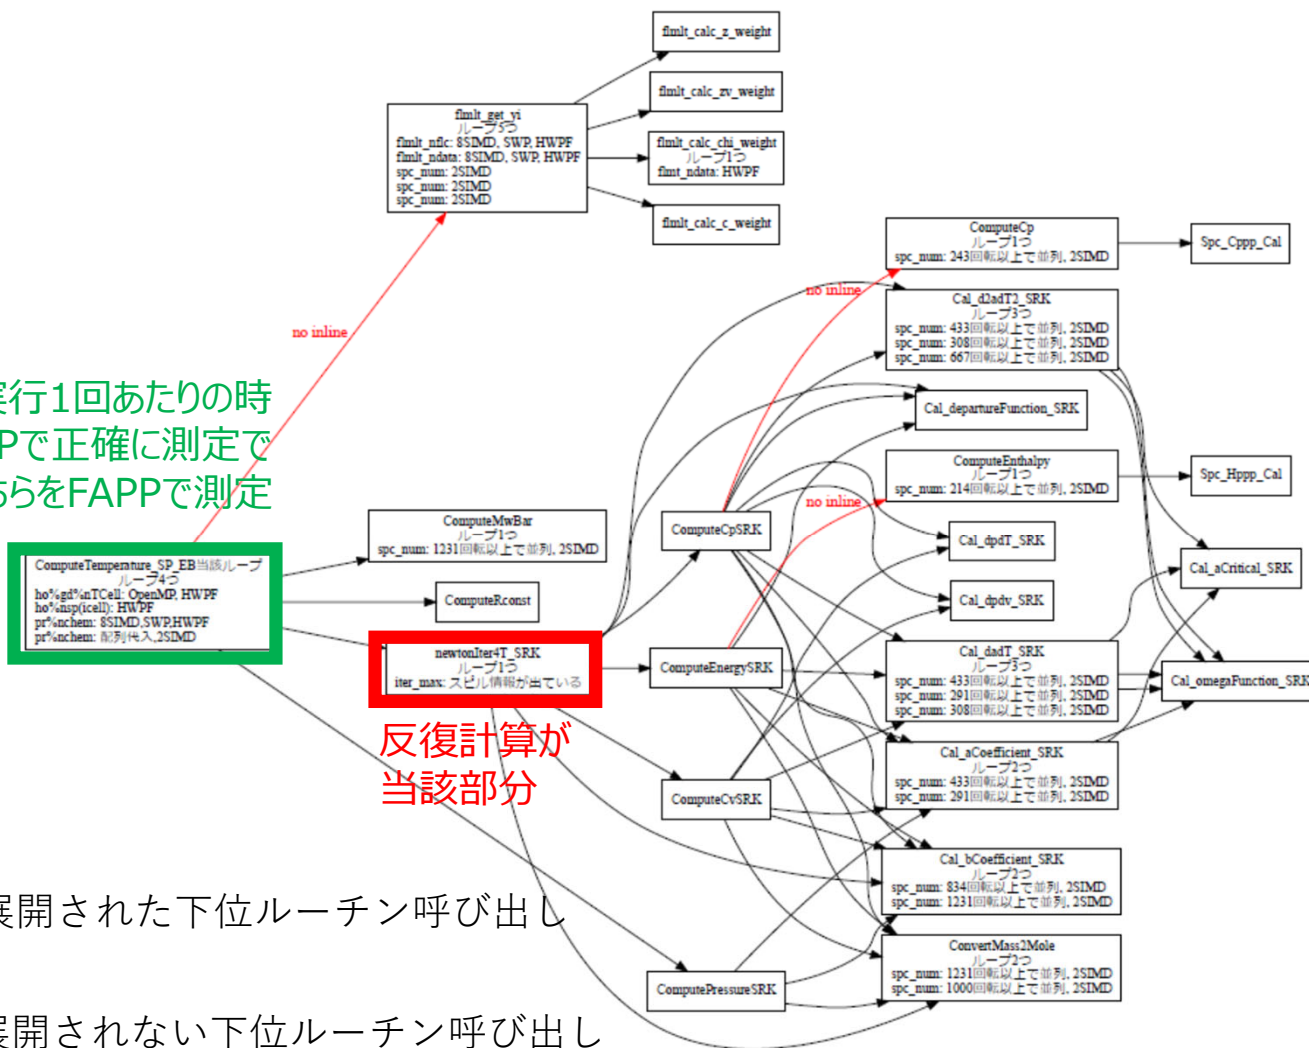 flmlt_calc_z_weight
flmlt_calc_zv_weight
flmlt_get_yi
ループ5つ
flmlt_nflc: 8SIMD, SWP, HWPF
flmlt_ndata: 8SIMD, SWP, HWPF
spc_num: 2SIMD
spc_num: 2SIMD
spc_num: 2SIMD
flmlt_calc_chi_weight
ループ1つ
flmt_ndata: HWPF
flmlt_calc_c_weight
ComputeCp
ループ1つ
spc_num: 243回転以上で並列, 2SIMD
Spc_Cppp_Cal
no inline
Cal_d2adT2_SRK
ループ3つ
spc_num: 433回転以上で並列, 2SIMD
spc_num: 308回転以上で並列, 2SIMD
spc_num: 667回転以上で並列, 2SIMD
no inline
実行1回あたりの時
Pで正確に測定で
ちらをFAPPで測定
Cal_departureFunction_SRK
ComputeEnthalpy
ループ1つ
spc_num: 214回転以上で並列, 2SIMD
Spc_Hppp_Cal
no inline
ComputeMwBar
ループ1つ
spc_num: 1231回転以上で並列, 2SIMD
ComputeCpSRK
Cal_dpdT_SRK
Cal_aCritical_SRK
ComputeTemperature_SP_EB当該ループ
ループ4つ
ho%gd%nTCell: OpenMP, HWPF
ho%nsp(icell): HWPF
pr%nchem: 8SIMD,SWP,HWPF
pr%nchem: 配列代入,2SIMD
ComputeRconst
Cal_dpdv_SRK
newtonIter4T_SRK
ループ1つ
iter_max: スピル情報が出ている
ComputeEnergySRK
Cal_dadT_SRK
ループ3つ
spc_num: 433回転以上で並列, 2SIMD
spc_num: 291回転以上で並列, 2SIMD
spc_num: 308回転以上で並列, 2SIMD
Cal_omegaFunction_SRK
反復計算が
当該部分
Cal_aCoefficient_SRK
ループ2つ
spc_num: 433回転以上で並列, 2SIMD
spc_num: 291回転以上で並列, 2SIMD
ComputeCvSRK
Cal_bCoefficient_SRK
ループ2つ
spc_num: 834回転以上で並列, 2SIMD
spc_num: 1231回転以上で並列, 2SIMD
展開された下位ルーチン呼び出し
ConvertMass2Mole
ループ2つ
spc_num: 1231回転以上で並列, 2SIMD
spc_num: 1000回転以上で並列, 2SIMD
ComputePressureSRK
展開されない下位ルーチン呼び出し